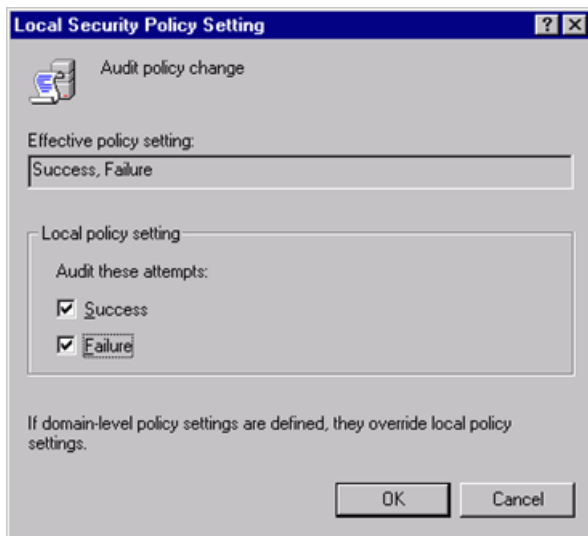 Local Security Policy Setting
Audit policy change
Effective policy setting:
Success, Failure
Local policy setting
Audit these attempts:
Success
Failure
If domain-level policy settings are defined, they override local policy
settings.
OK Cancel